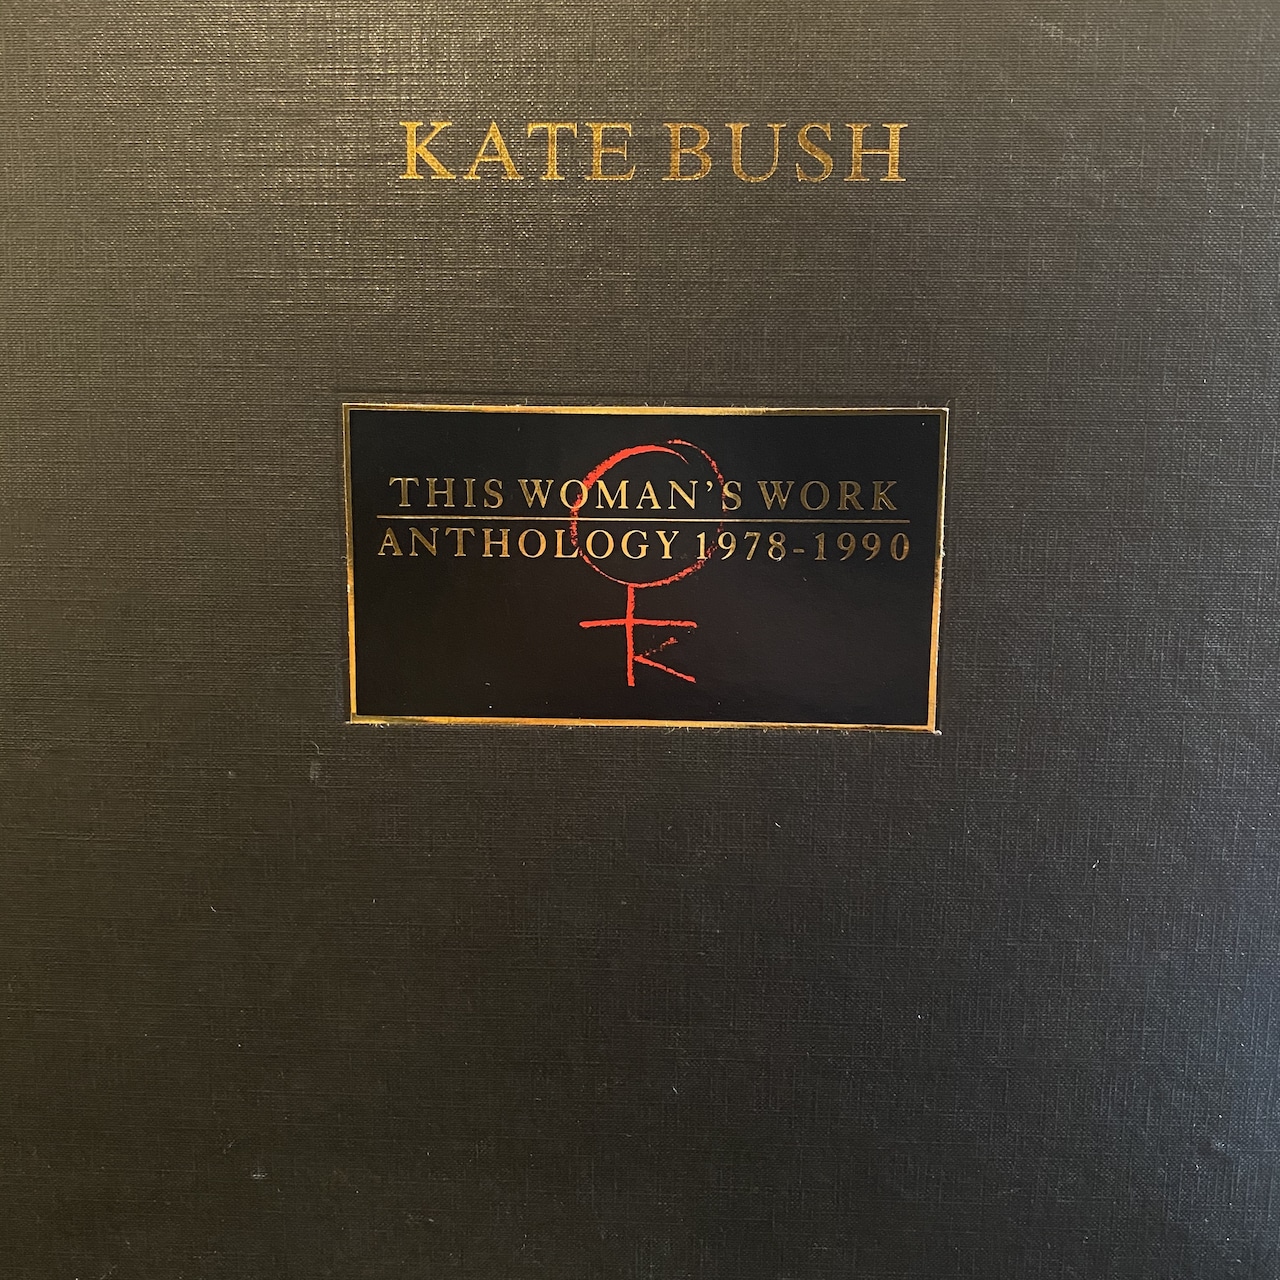 KATE BUSH
THIS WOMAN'S WORK
ANTHOLOGY 1978-1990
K